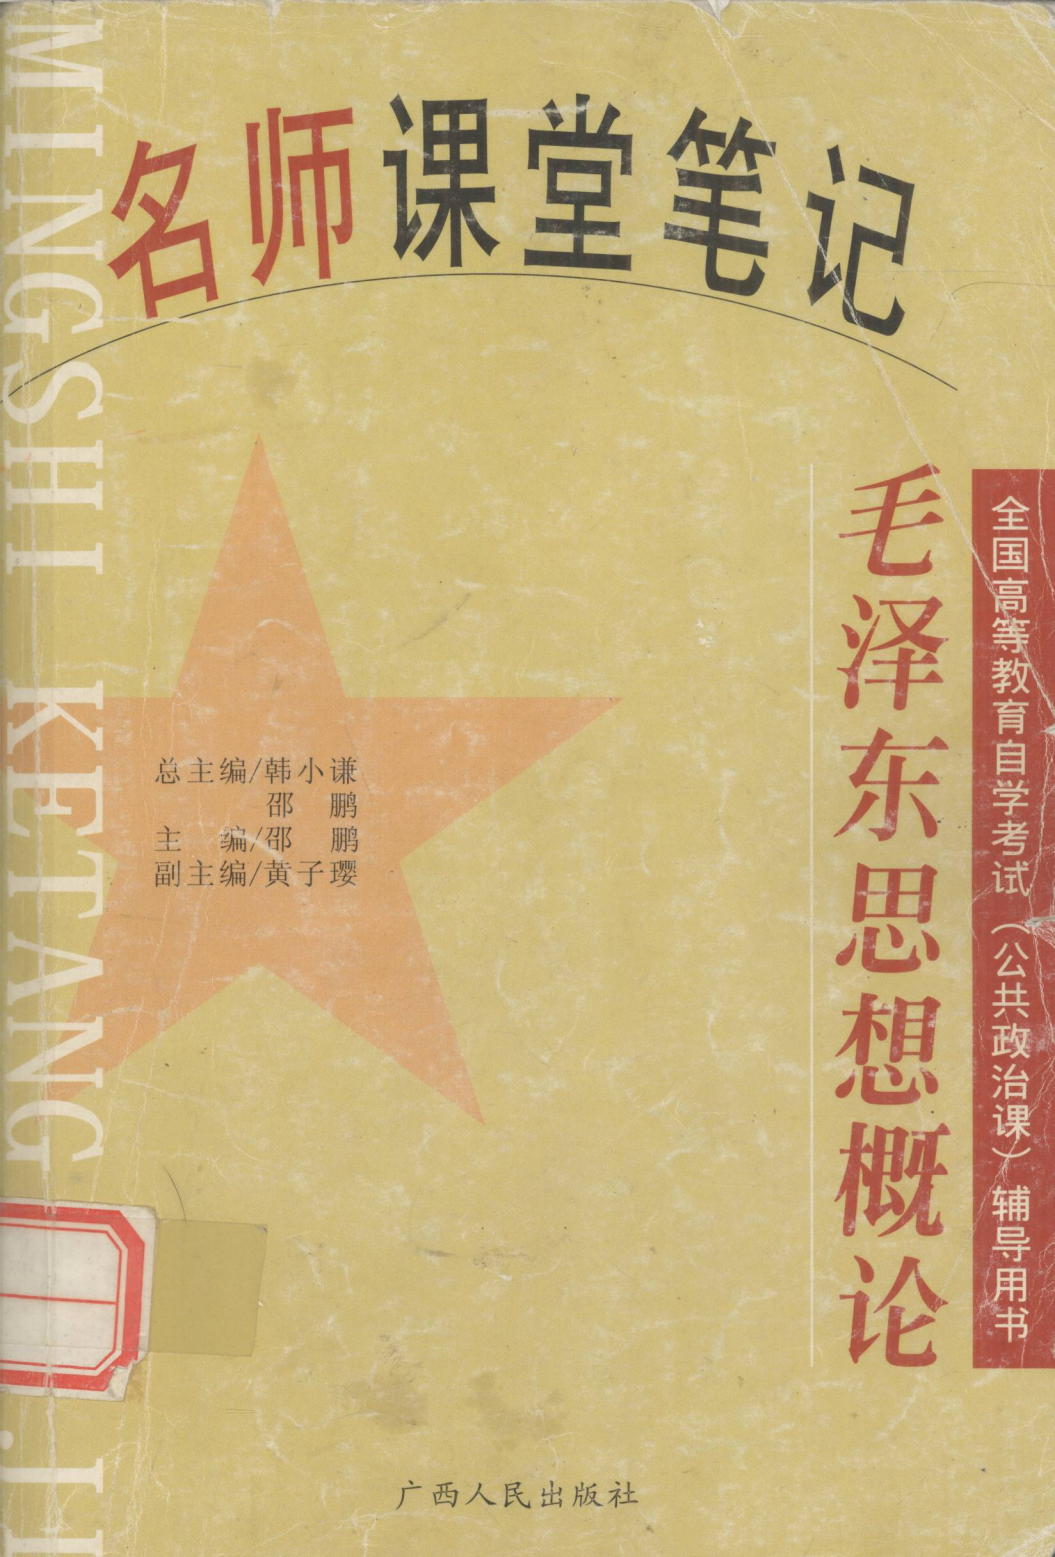 名师课堂笔记
MINGSHI KETANG
毛泽东思想概论
全国高等教育自学考试（公共政治课）辅导用书
总主编/韩小谦
邵 鹏
主 编/邵 鹏
副主编/黄子璎
广西人民出版社